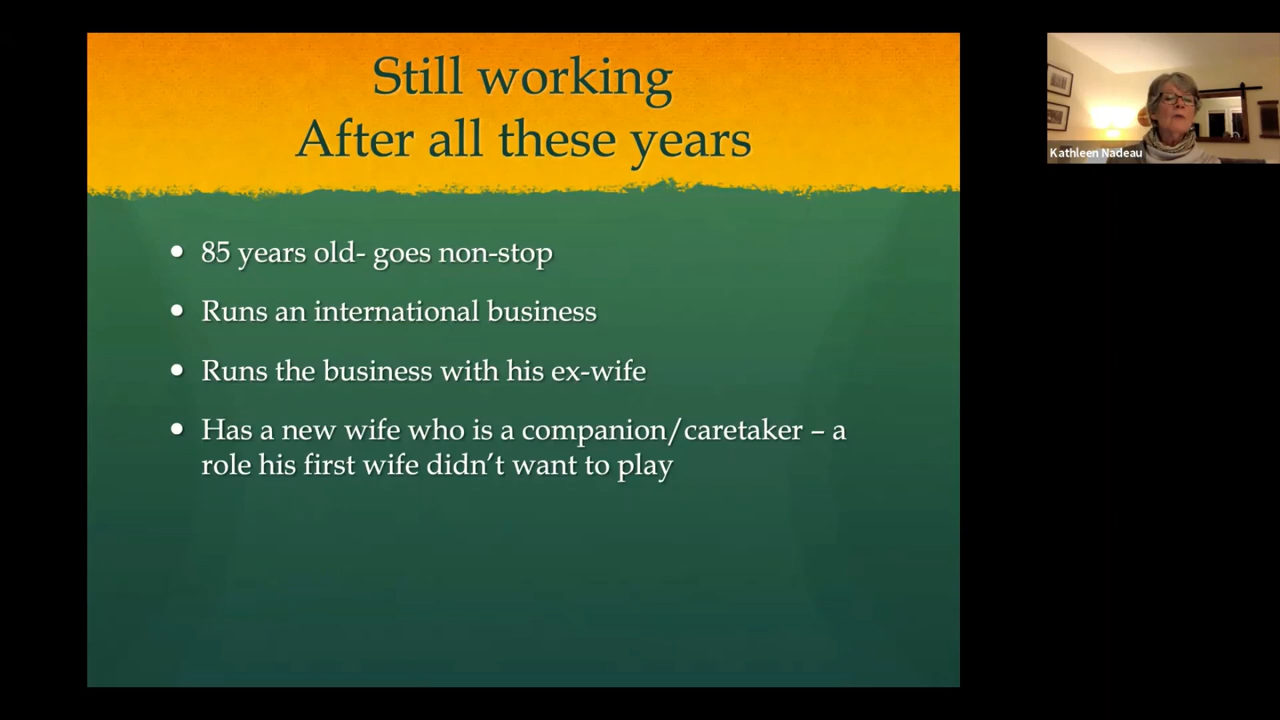 Still working
After all these years
• 85 years old- goes non-stop
• Runs an international business
• Runs the business with his ex-wife
• Has a new wife who is a companion/caretaker – a
role his first wife didn’t want to play
Kathleen Nadeau